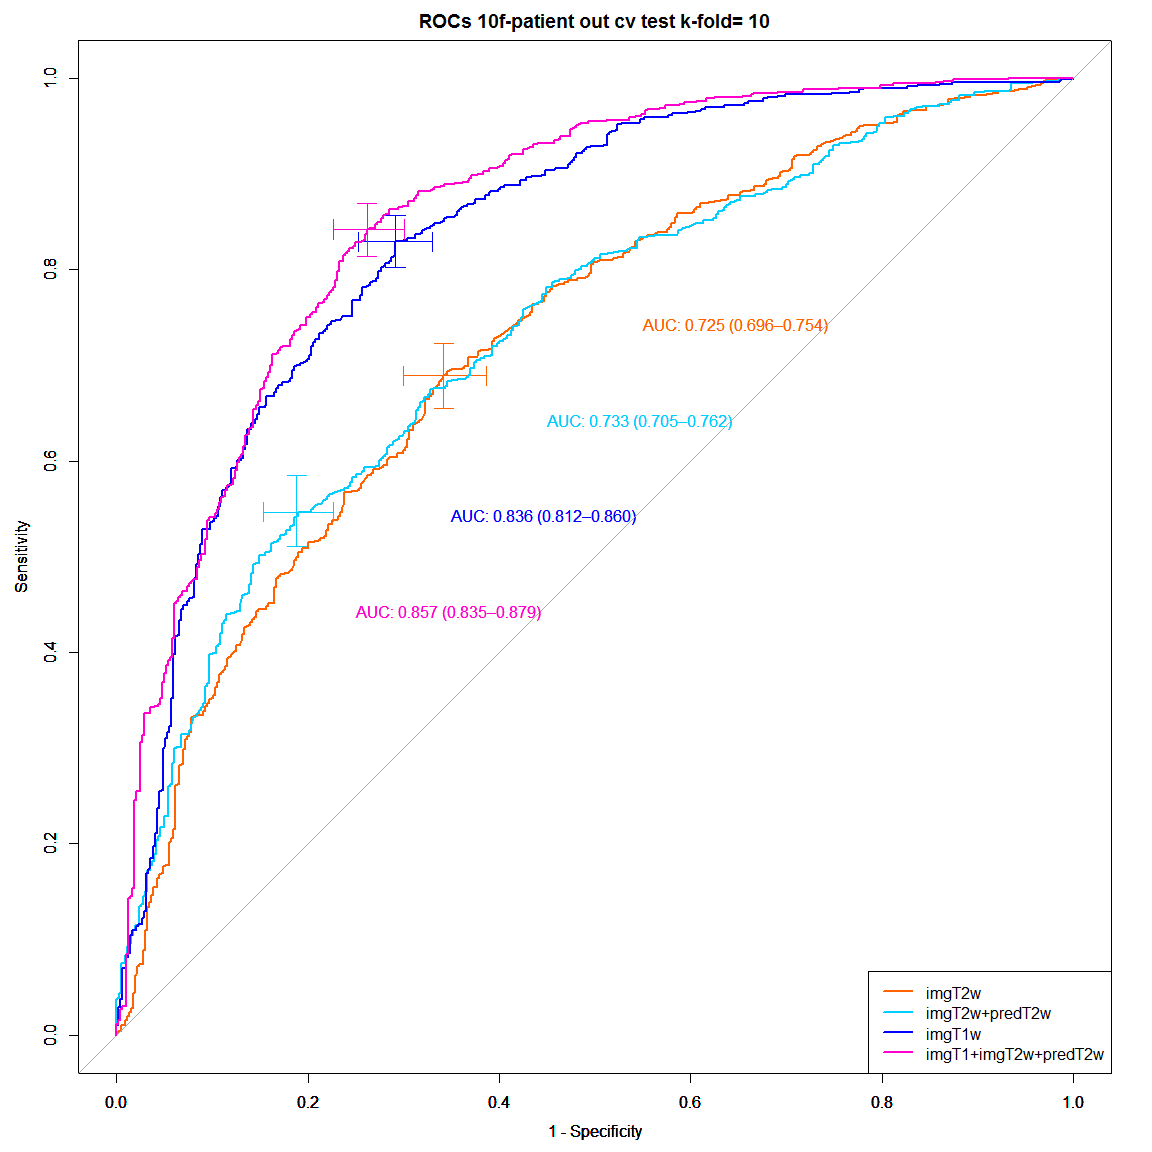 ROCs 10f-patient out cv test k-fold= 10
1.0
0.8
0.6
0.4
0.2
0.0
Sensitivity
AUC: 0.725 (0.696–0.754)
AUC: 0.733 (0.705–0.762)
AUC: 0.836 (0.812–0.860)
AUC: 0.857 (0.835–0.879)
imgT2w
imgT2w+predT2w
imgT1w
imgT1+imgT2w+predT2w
0.0 0.2 0.4 0.6 0.8 1.0
1 - Specificity